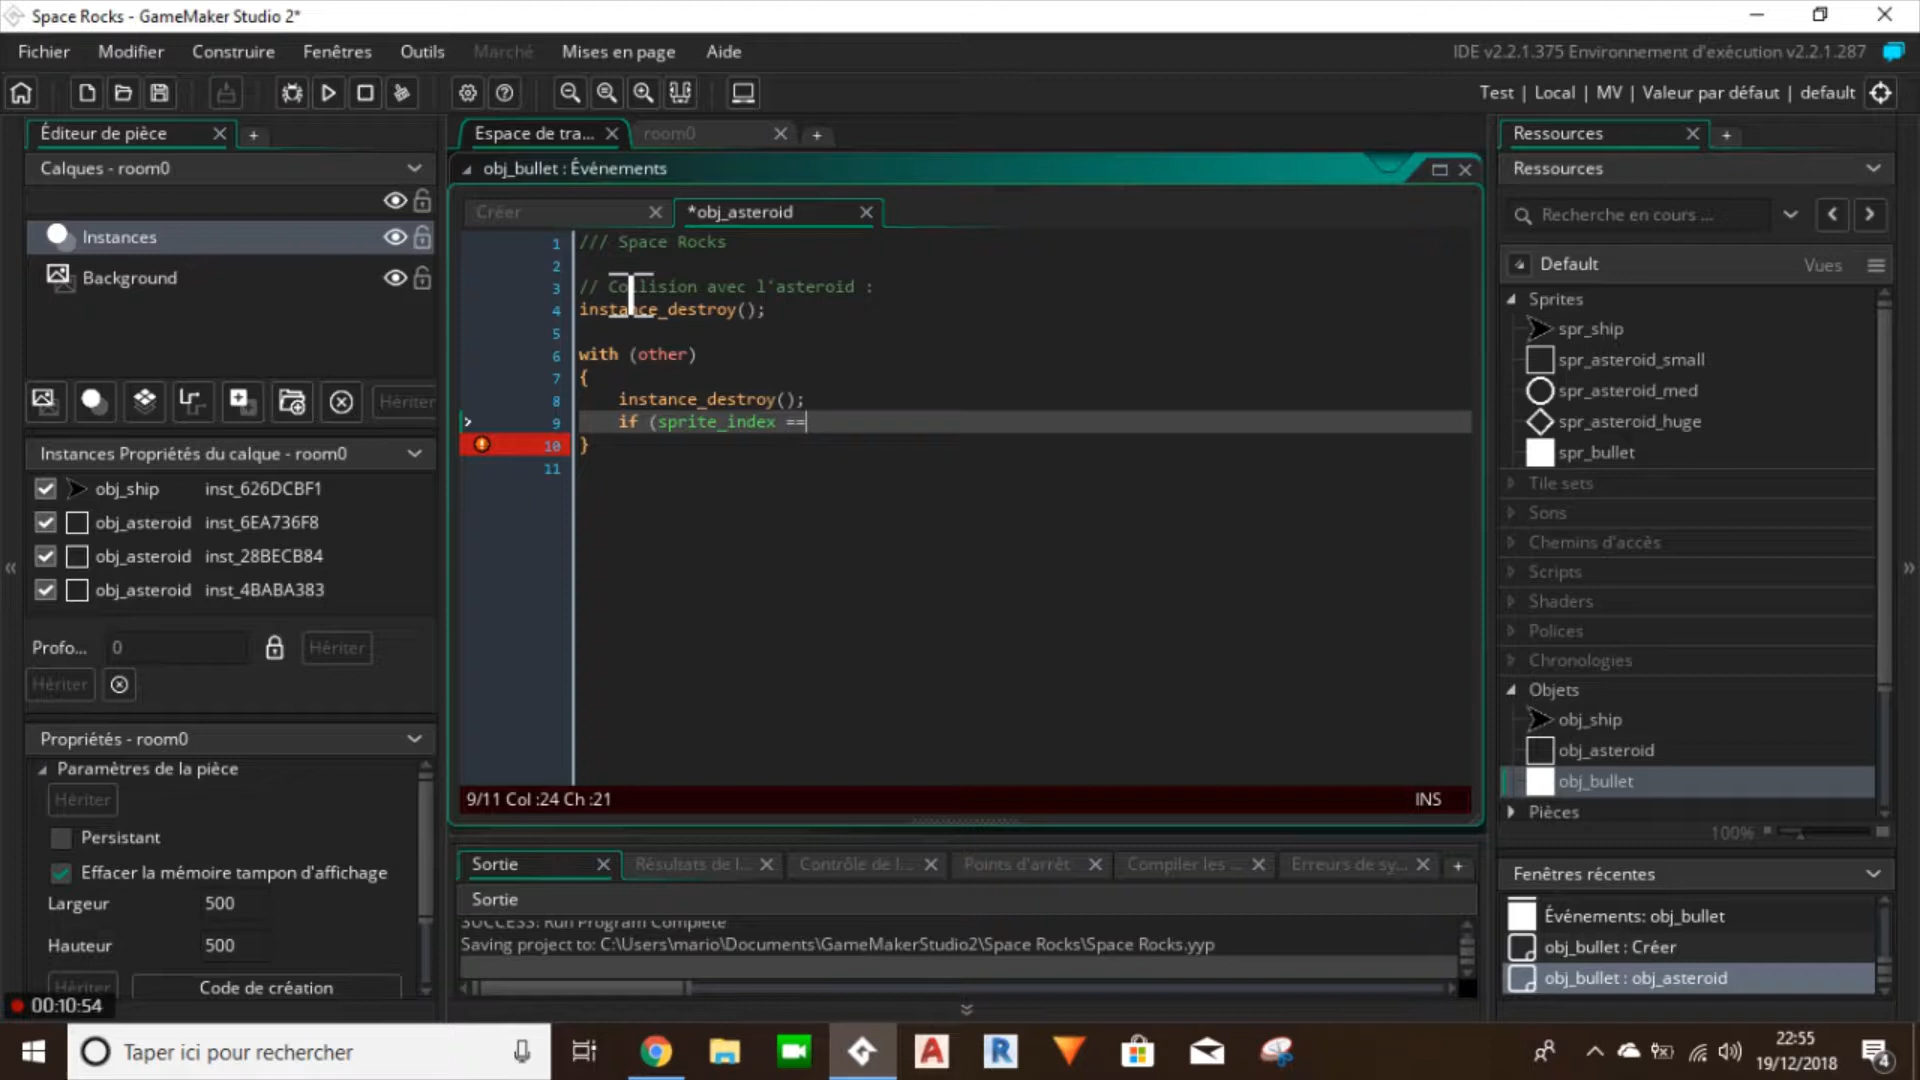 Space Rocks - GameMaker Studio 2*
Fichier Modifier Construire Fenêtres Outils Marché Mises en page Aide
IDE v2.2.1.375 Environnement d'exécution v2.2.1.287
Test | Local | MV | Valeur par défaut | default
Éditeur de pièce
Calques - room0
Instances
Background
Hériter
Instances Propriétés du calque - room0
obj_ship inst_626DCBF1
obj_asteroid inst_6EA736F8
obj_asteroid inst_28BECB84
obj_asteroid inst_4BABA383
Profo... 0 Hériter
Hériter
Propriétés - room0
Paramètres de la pièce
Hériter
Persistant
Effacer la mémoire tampon d'affichage
Largeur 500
Hauteur 500
Hériter Code de création
00:10:54
Espace de tra... room0
obj_bullet : Événements
Créer *obj_asteroid
1 /// Space Rocks
2
3 // Collision avec l'asteroid :
4 instance_destroy();
5
6 with (other)
7 {
8 instance_destroy();
9 if (sprite_index ==
10 }
11
9/11 Col :24 Ch :21 INS
Sortie Résultats de l... Contrôle de l... Points d'arrêt Compiler les ... Erreurs de sy...
Sortie
SUCCESS: Run Program Complete
Saving project to: C:\Users\mario\Documents\GameMakerStudio2\Space Rocks\Space Rocks.yyp
Ressources
Ressources
Recherche en cours ...
Default Vues
Sprites
spr_ship
spr_asteroid_small
spr_asteroid_med
spr_asteroid_huge
spr_bullet
Tile sets
Sons
Chemins d'accès
Scripts
Shaders
Polices
Chronologies
Objets
obj_ship
obj_asteroid
obj_bullet
Pièces
100%
Fenêtres récentes
Événements: obj_bullet
obj_bullet : Créer
obj_bullet : obj_asteroid
Taper ici pour rechercher
22:55
19/12/2018
4